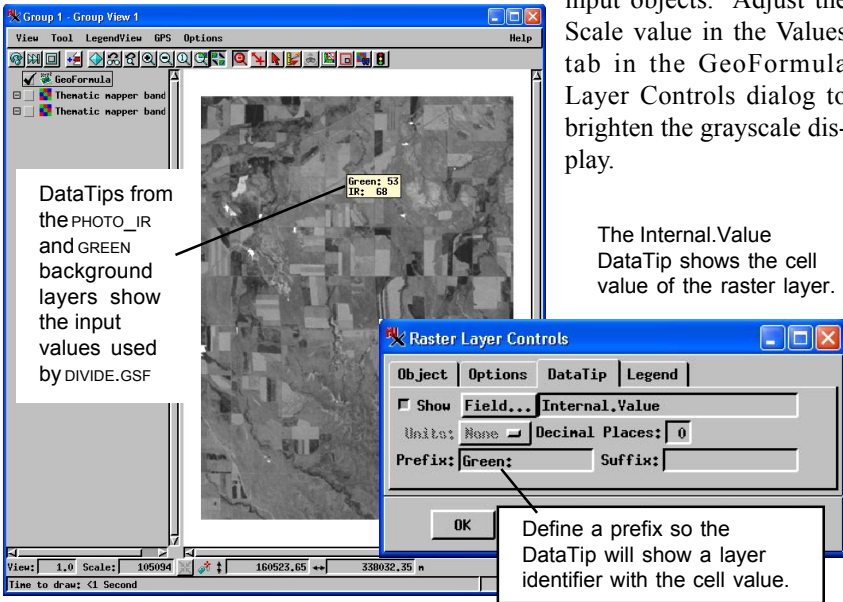 Group 1 - Group View 1
View Tool LegendView GPS Options Help
GeoFormula
Thematic mapper band
Thematic mapper band
Green: 53
IR: 68
DataTips from
the PHOTO_IR
and GREEN
background
layers show
the input
values used
by DIVIDE.GSF
View: 1.0 Scale: 105094 160523.65 338032.35 m
Time to draw: <1 Second
input objects. Adjust the
Scale value in the Values
tab in the GeoFormula
Layer Controls dialog to
brighten the grayscale dis-
play.
The Internal.Value
DataTip shows the cell
value of the raster layer.
Raster Layer Controls
Object Options DataTip Legend
Show Field... Internal.Value
Units: None Decimal Places: 0
Prefix: Green: Suffix:
OK
Define a prefix so the
DataTip will show a layer
identifier with the cell value.